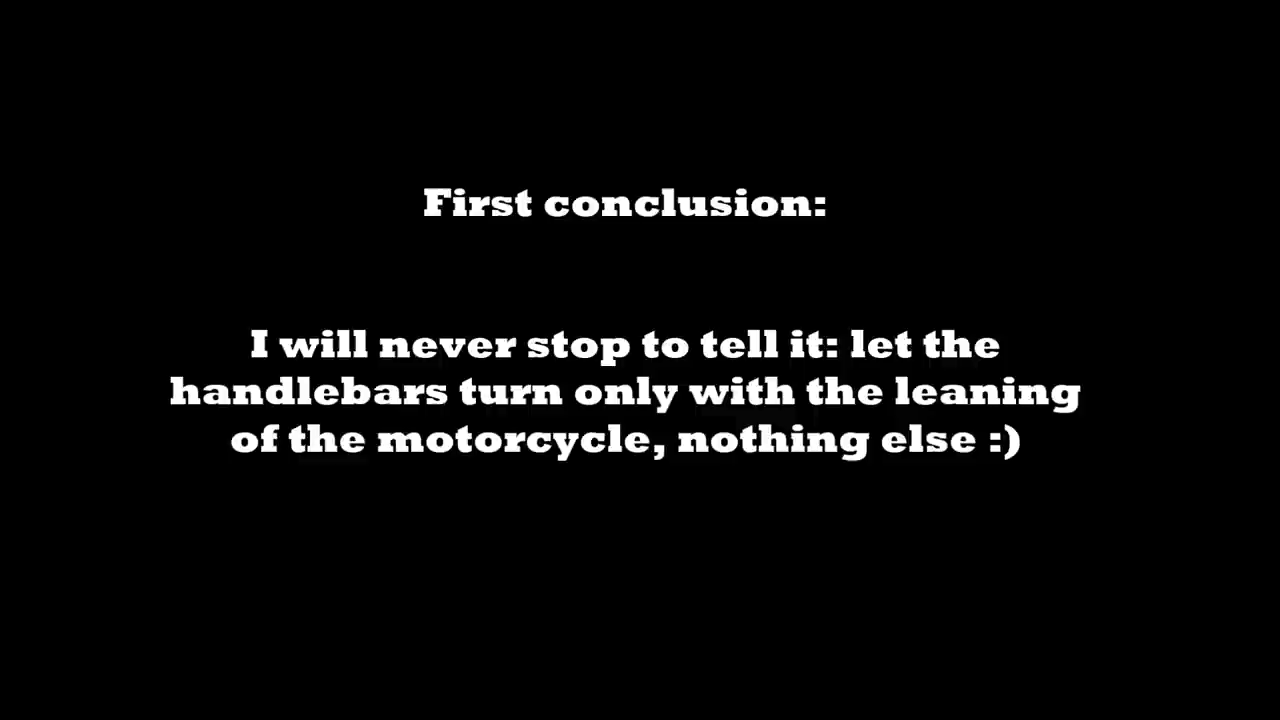 First conclusion:
I will never stop to tell it: let the
handlebars turn only with the leaning
of the motorcycle, nothing else :)